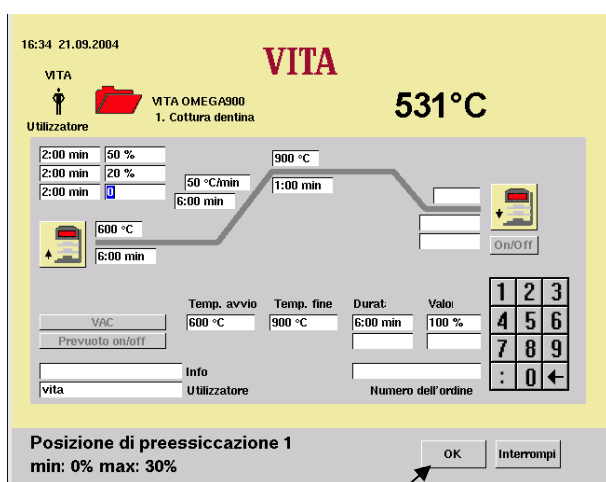 16:34 21.09.2004
VITA
VITA
Utilizzatore
VITA OMEGA900
1. Cottura dentina
531°C
2:00 min 50 %
2:00 min 20 %
2:00 min 0
900 °C
1:00 min
50 °C/min
6:00 min
600 °C
6:00 min
On/Off
Temp. avvio Temp. fine Durat: Valo
VAC 600 °C 900 °C 6:00 min 100 %
Prevuoto on/off
1 2 3
4 5 6
7 8 9
: 0 ←
Info
vita Utilizzatore Numero dell'ordine
Posizione di preessiccazione 1
min: 0% max: 30%
OK Interrompi